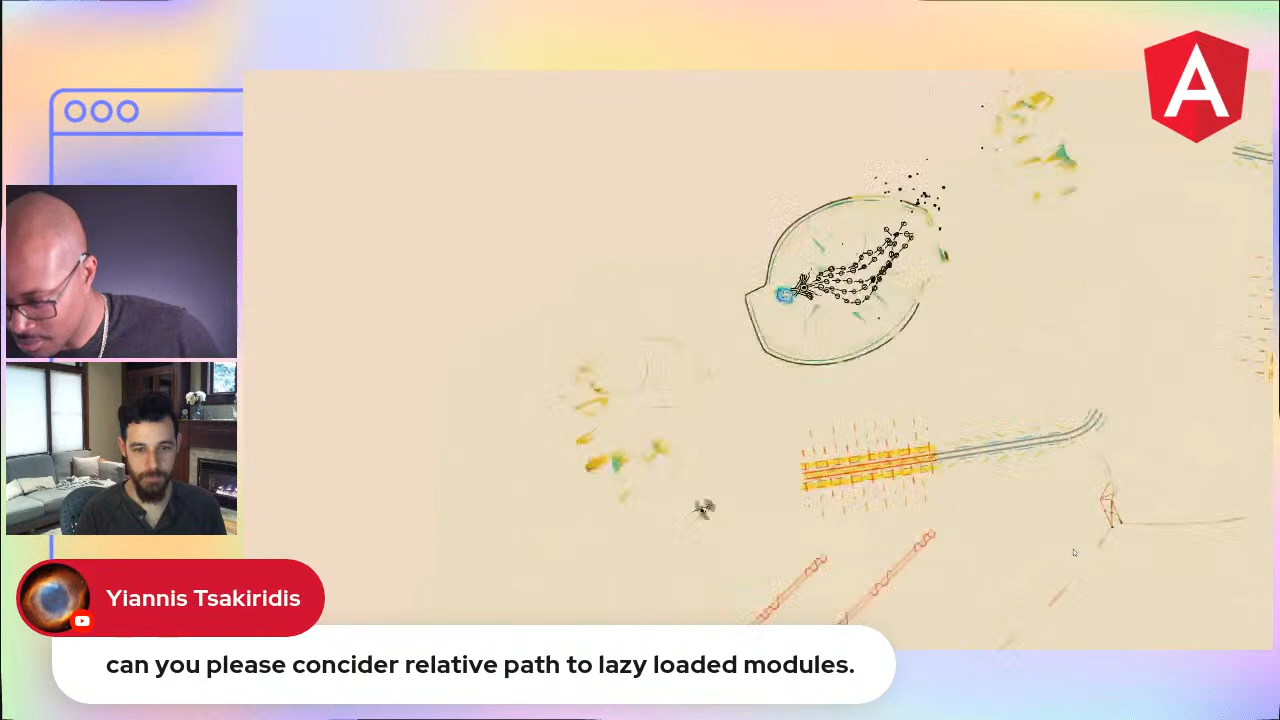 A
Yiannis Tsakiridis
can you please concider relative path to lazy loaded modules.